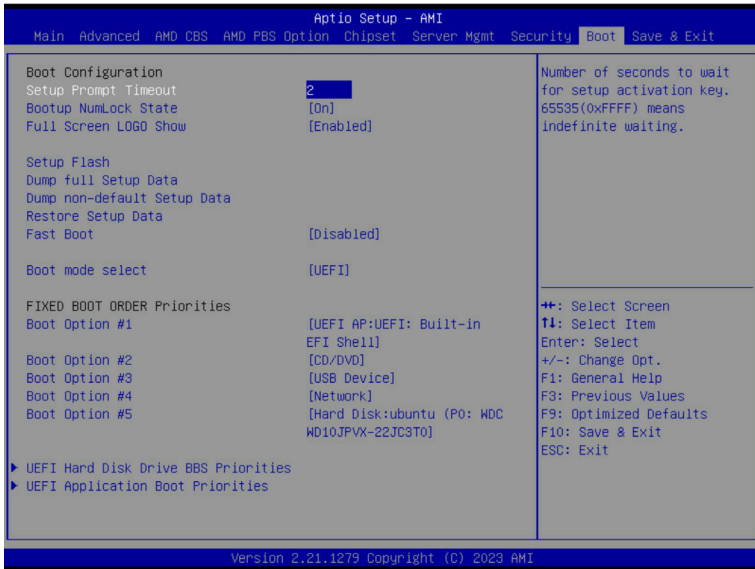 Aptio Setup – AMI
Main Advanced AMD CBS AMD PBS Option Chipset Server Mgmt Security Boot Save & Exit
Boot Configuration
Setup Prompt Timeout 2
Bootup NumLock State [On]
Full Screen LOGO Show [Enabled]
Setup Flash
Dump full Setup Data
Dump non-default Setup Data
Restore Setup Data
Fast Boot [Disabled]
Boot mode select [UEFI]
FIXED BOOT ORDER Priorities
Boot Option #1 [UEFI AP:UEFI: Built-in
EFI Shell]
Boot Option #2 [CD/DVD]
Boot Option #3 [USB Device]
Boot Option #4 [Network]
Boot Option #5 [Hard Disk:ubuntu (P0: WDC
WD10JPVX-22JC3T0]
▶ UEFI Hard Disk Drive BBS Priorities
▶ UEFI Application Boot Priorities
Number of seconds to wait
for setup activation key.
65535(0xFFFF) means
indefinite waiting.
→←: Select Screen
↑↓: Select Item
Enter: Select
+/-: Change Opt.
F1: General Help
F3: Previous Values
F9: Optimized Defaults
F10: Save & Exit
ESC: Exit
Version 2.21.1279 Copyright (C) 2023 AMI